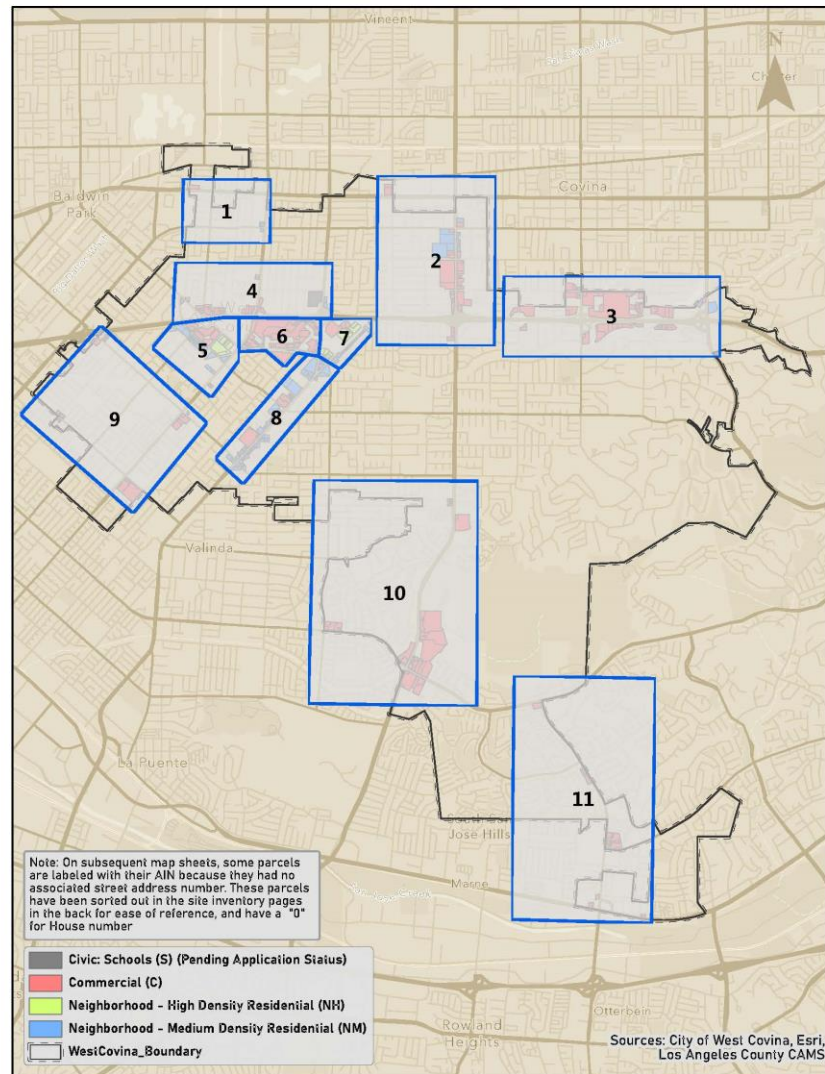 Vincent
N
Covina
Baldwin
Park
1
2
4
3
5
6
7
9
8
Valinda
10
La Puente
11
Jose Hills
Note: On subsequent map sheets, some parcels
are labeled with their AIN because they had no
associated street address number. These parcels
have been sorted out in the site inventory pages
in the back for ease of reference, and have a "0"
for House number
Civic: Schools (S) (Pending Application Status)
Commercial (C)
Neighborhood - High Density Residential (NH)
Neighborhood - Medium Density Residential (NM)
WestCovina_Boundary
Otterbein
Rowland
Heights
Sources: City of West Covina, Esri,
Los Angeles County CAMS